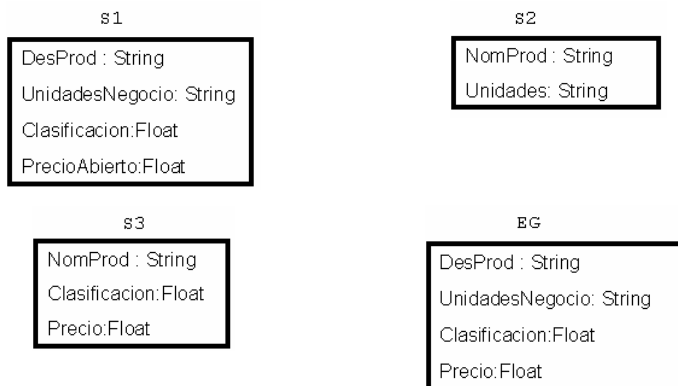 S1
DesProd : String
UnidadesNegocio: String
Clasificacion:Float
PrecioAbierto:Float
S2
NomProd : String
Unidades: String
S3
NomProd : String
Clasificacion:Float
Precio:Float
EG
DesProd : String
UnidadesNegocio: String
Clasificacion:Float
Precio:Float